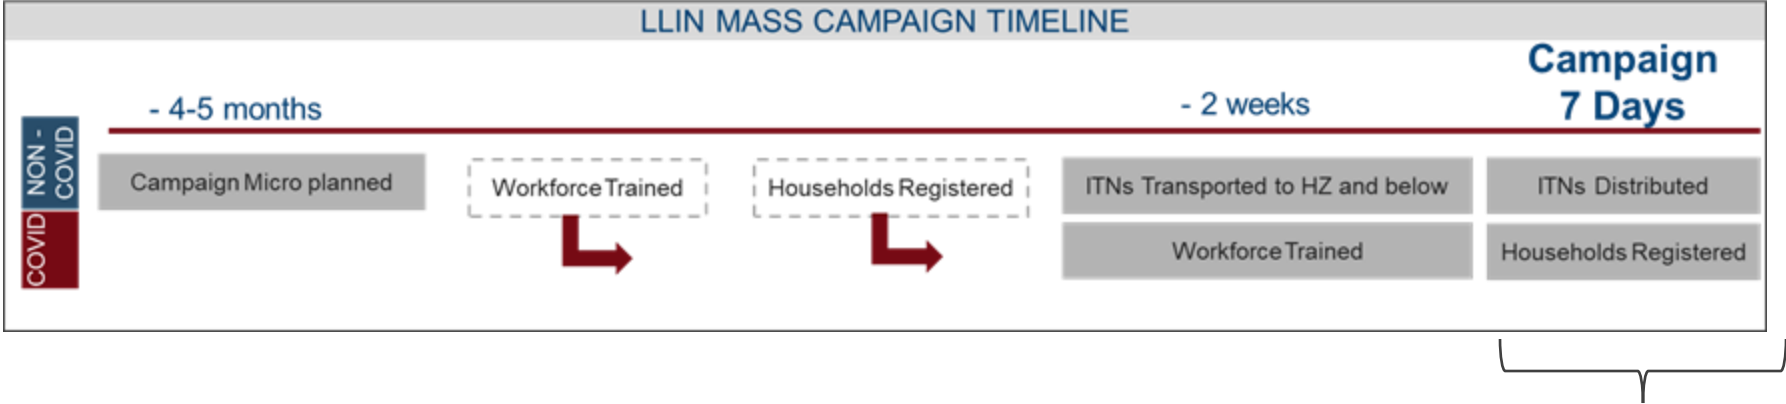 LLIN MASS CAMPAIGN TIMELINE
Campaign
7 Days
- 4-5 months
- 2 weeks
NON -
COVID
COVID
Campaign Micro planned
Workforce Trained
Households Registered
ITNs Transported to HZ and below
ITNs Distributed
Workforce Trained
Households Registered